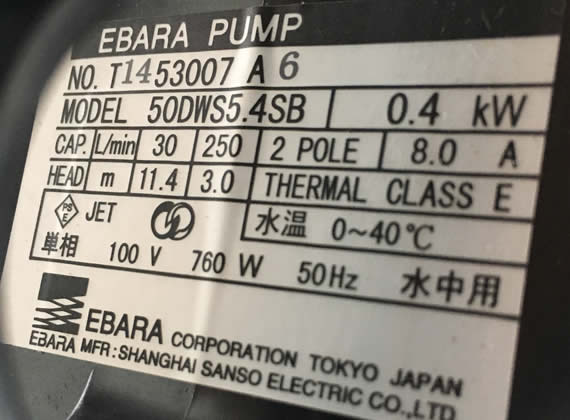 EBARA PUMP
NO. T1453007 A 6
MODEL 50DWS5.4SB 0.4 kW
CAP. L/min 30 250 2 POLE 8.0 A
HEAD m 11.4 3.0 THERMAL CLASS E
PS E JET 水温 0~40℃
単相 100 V 760 W 50Hz 水中用
EBARA CORPORATION TOKYO JAPAN
EBARA MFR:SHANGHAI SANSO ELECTRIC CO.,LTD